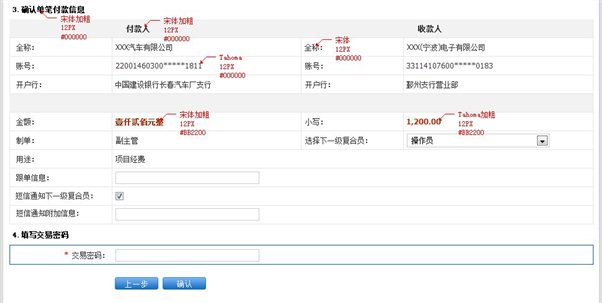 3. 确认单笔付款信息
宋体加粗
12PX
#000000
付款人
宋体加粗
12PX
#000000
收款人
全称：
XXX汽车有限公司
全称：
宋体
12PX
#000000
XXX(宁波)电子有限公司
账号：
22001460300*****1811
Tahoma
12PX
#000000
账号：
33114107600*****0183
开户行：
中国建设银行长春汽车厂支行
开户行：
鄞州支行营业部
金额：
壹仟贰佰元整
宋体加粗
12PX
#BB2200
小写：
1,200.00
Tahoma加粗
12PX
#BB2200
制单：
副主管
选择下一级复合员：
操作员
用途：
项目经费
跟单信息：
短信通知下一级复合员：
短信通知附加信息：
4. 填写交易密码
* 交易密码：
上一步
确认